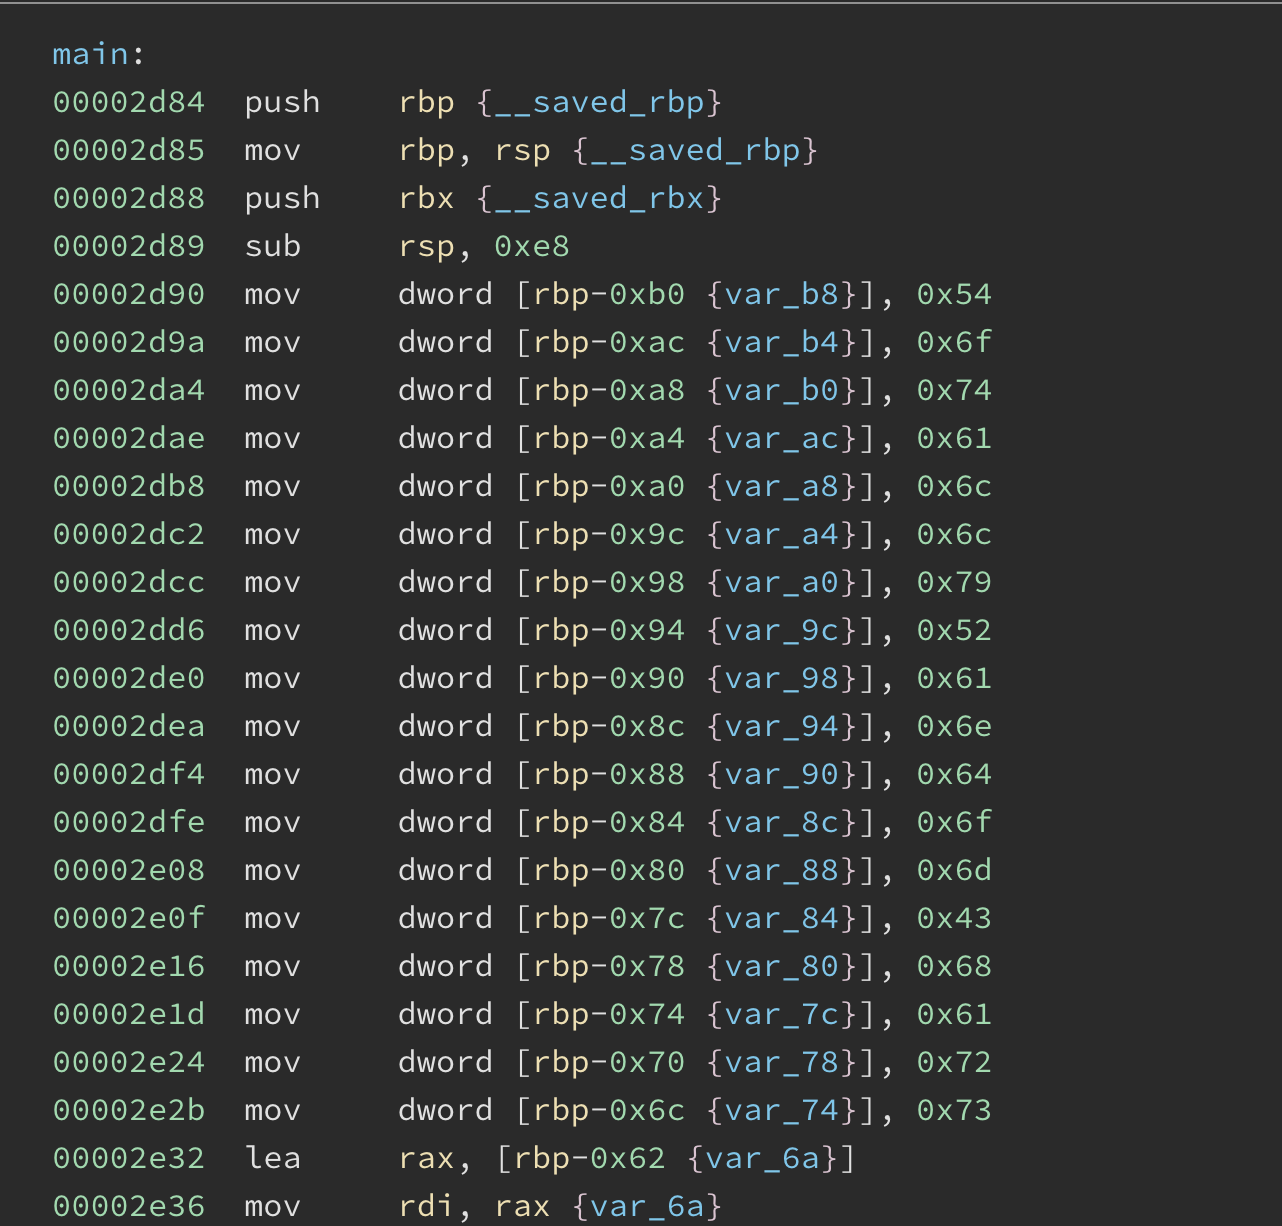 main:
00002d84 push rbp {__saved_rbp}
00002d85 mov rbp, rsp {__saved_rbp}
00002d88 push rbx {__saved_rbx}
00002d89 sub rsp, 0xe8
00002d90 mov dword [rbp-0xb0 {var_b8}], 0x54
00002d9a mov dword [rbp-0xac {var_b4}], 0x6f
00002da4 mov dword [rbp-0xa8 {var_b0}], 0x74
00002dae mov dword [rbp-0xa4 {var_ac}], 0x61
00002db8 mov dword [rbp-0xa0 {var_a8}], 0x6c
00002dc2 mov dword [rbp-0x9c {var_a4}], 0x6c
00002dcc mov dword [rbp-0x98 {var_a0}], 0x79
00002dd6 mov dword [rbp-0x94 {var_9c}], 0x52
00002de0 mov dword [rbp-0x90 {var_98}], 0x61
00002dea mov dword [rbp-0x8c {var_94}], 0x6e
00002df4 mov dword [rbp-0x88 {var_90}], 0x64
00002dfe mov dword [rbp-0x84 {var_8c}], 0x6f
00002e08 mov dword [rbp-0x80 {var_88}], 0x6d
00002e0f mov dword [rbp-0x7c {var_84}], 0x43
00002e16 mov dword [rbp-0x78 {var_80}], 0x68
00002e1d mov dword [rbp-0x74 {var_7c}], 0x61
00002e24 mov dword [rbp-0x70 {var_78}], 0x72
00002e2b mov dword [rbp-0x6c {var_74}], 0x73
00002e32 lea rax, [rbp-0x62 {var_6a}]
00002e36 mov rdi, rax {var_6a}